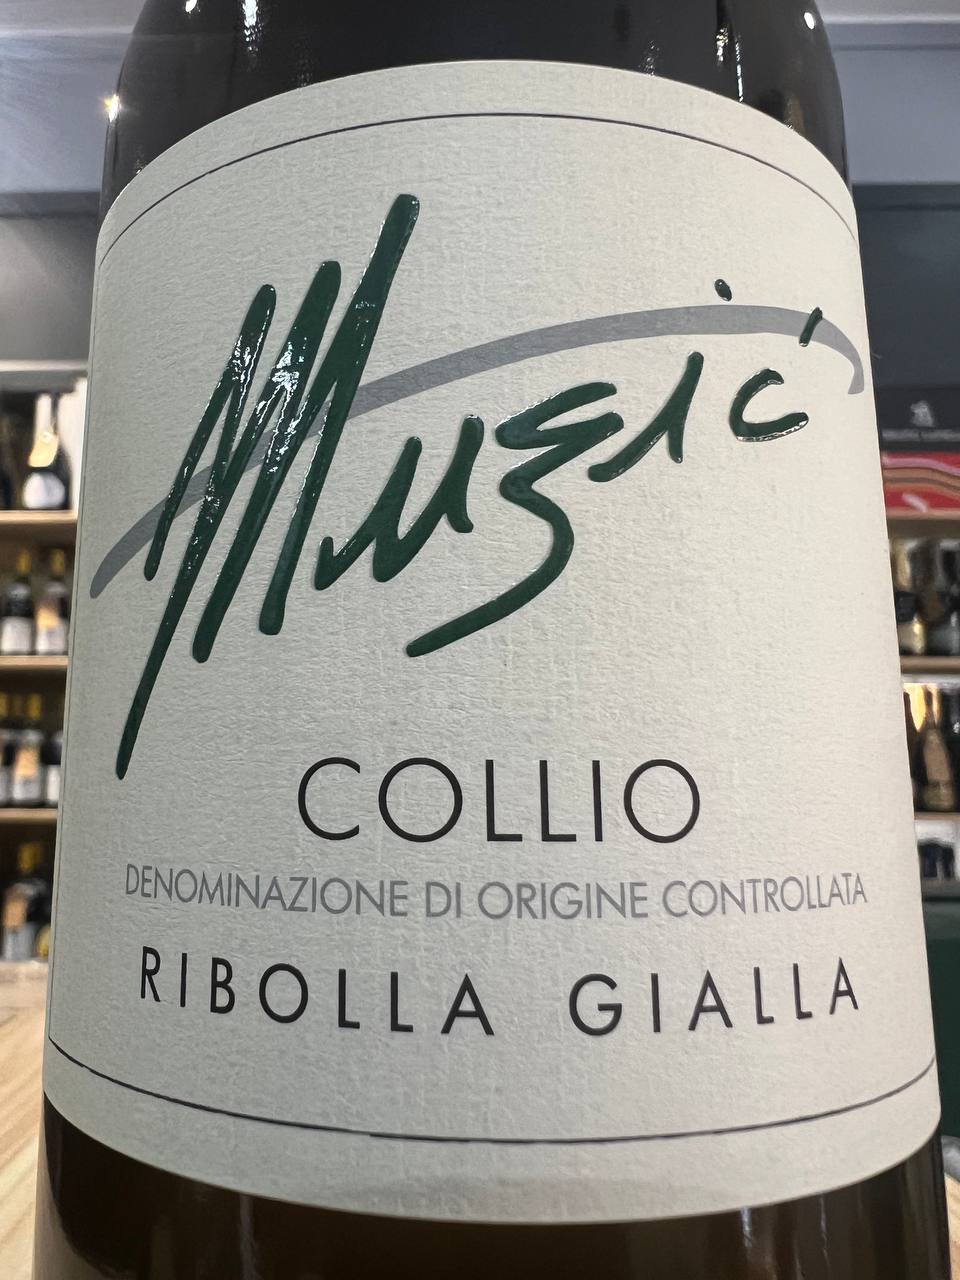 Muzic'
COLLIO
DENOMINAZIONE DI ORIGINE CONTROLLATA
RIBOLLA GIALLA